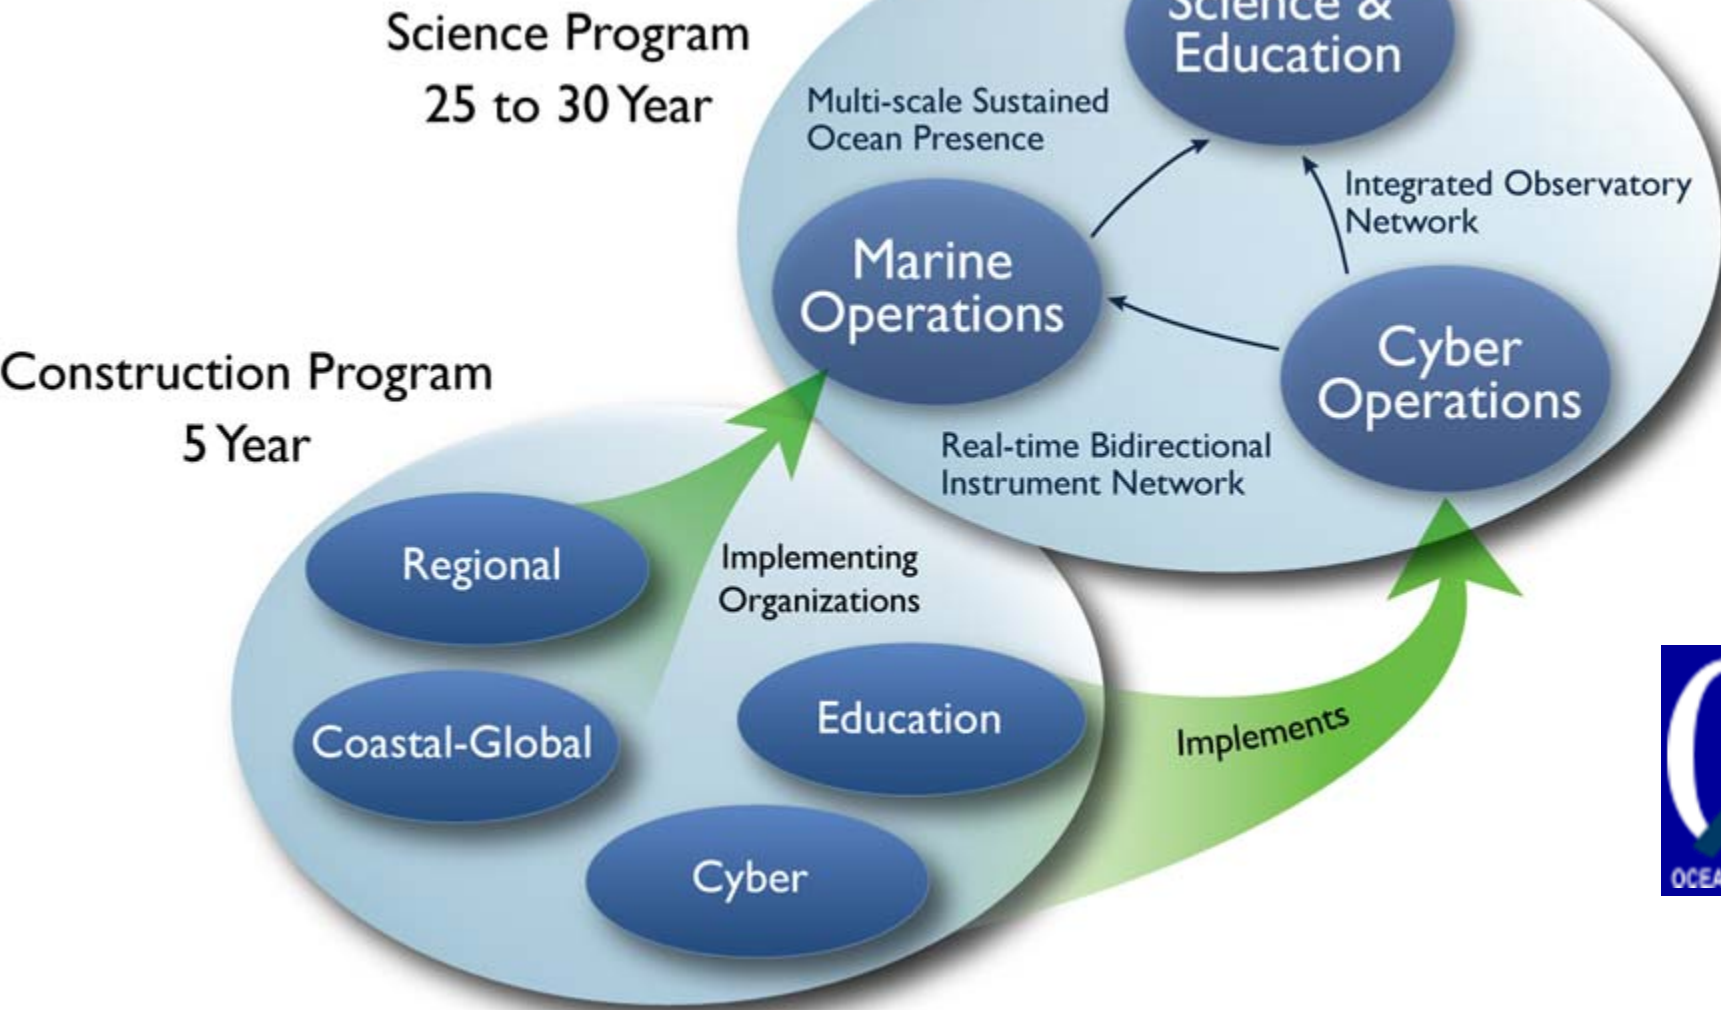 Science Program
25 to 30 Year
Science &
Education
Multi-scale Sustained
Ocean Presence
Integrated Observatory
Network
Marine
Operations
Cyber
Operations
Real-time Bidirectional
Instrument Network
Construction Program
5 Year
Regional
Implementing
Organizations
Coastal-Global
Education
Implements
Cyber